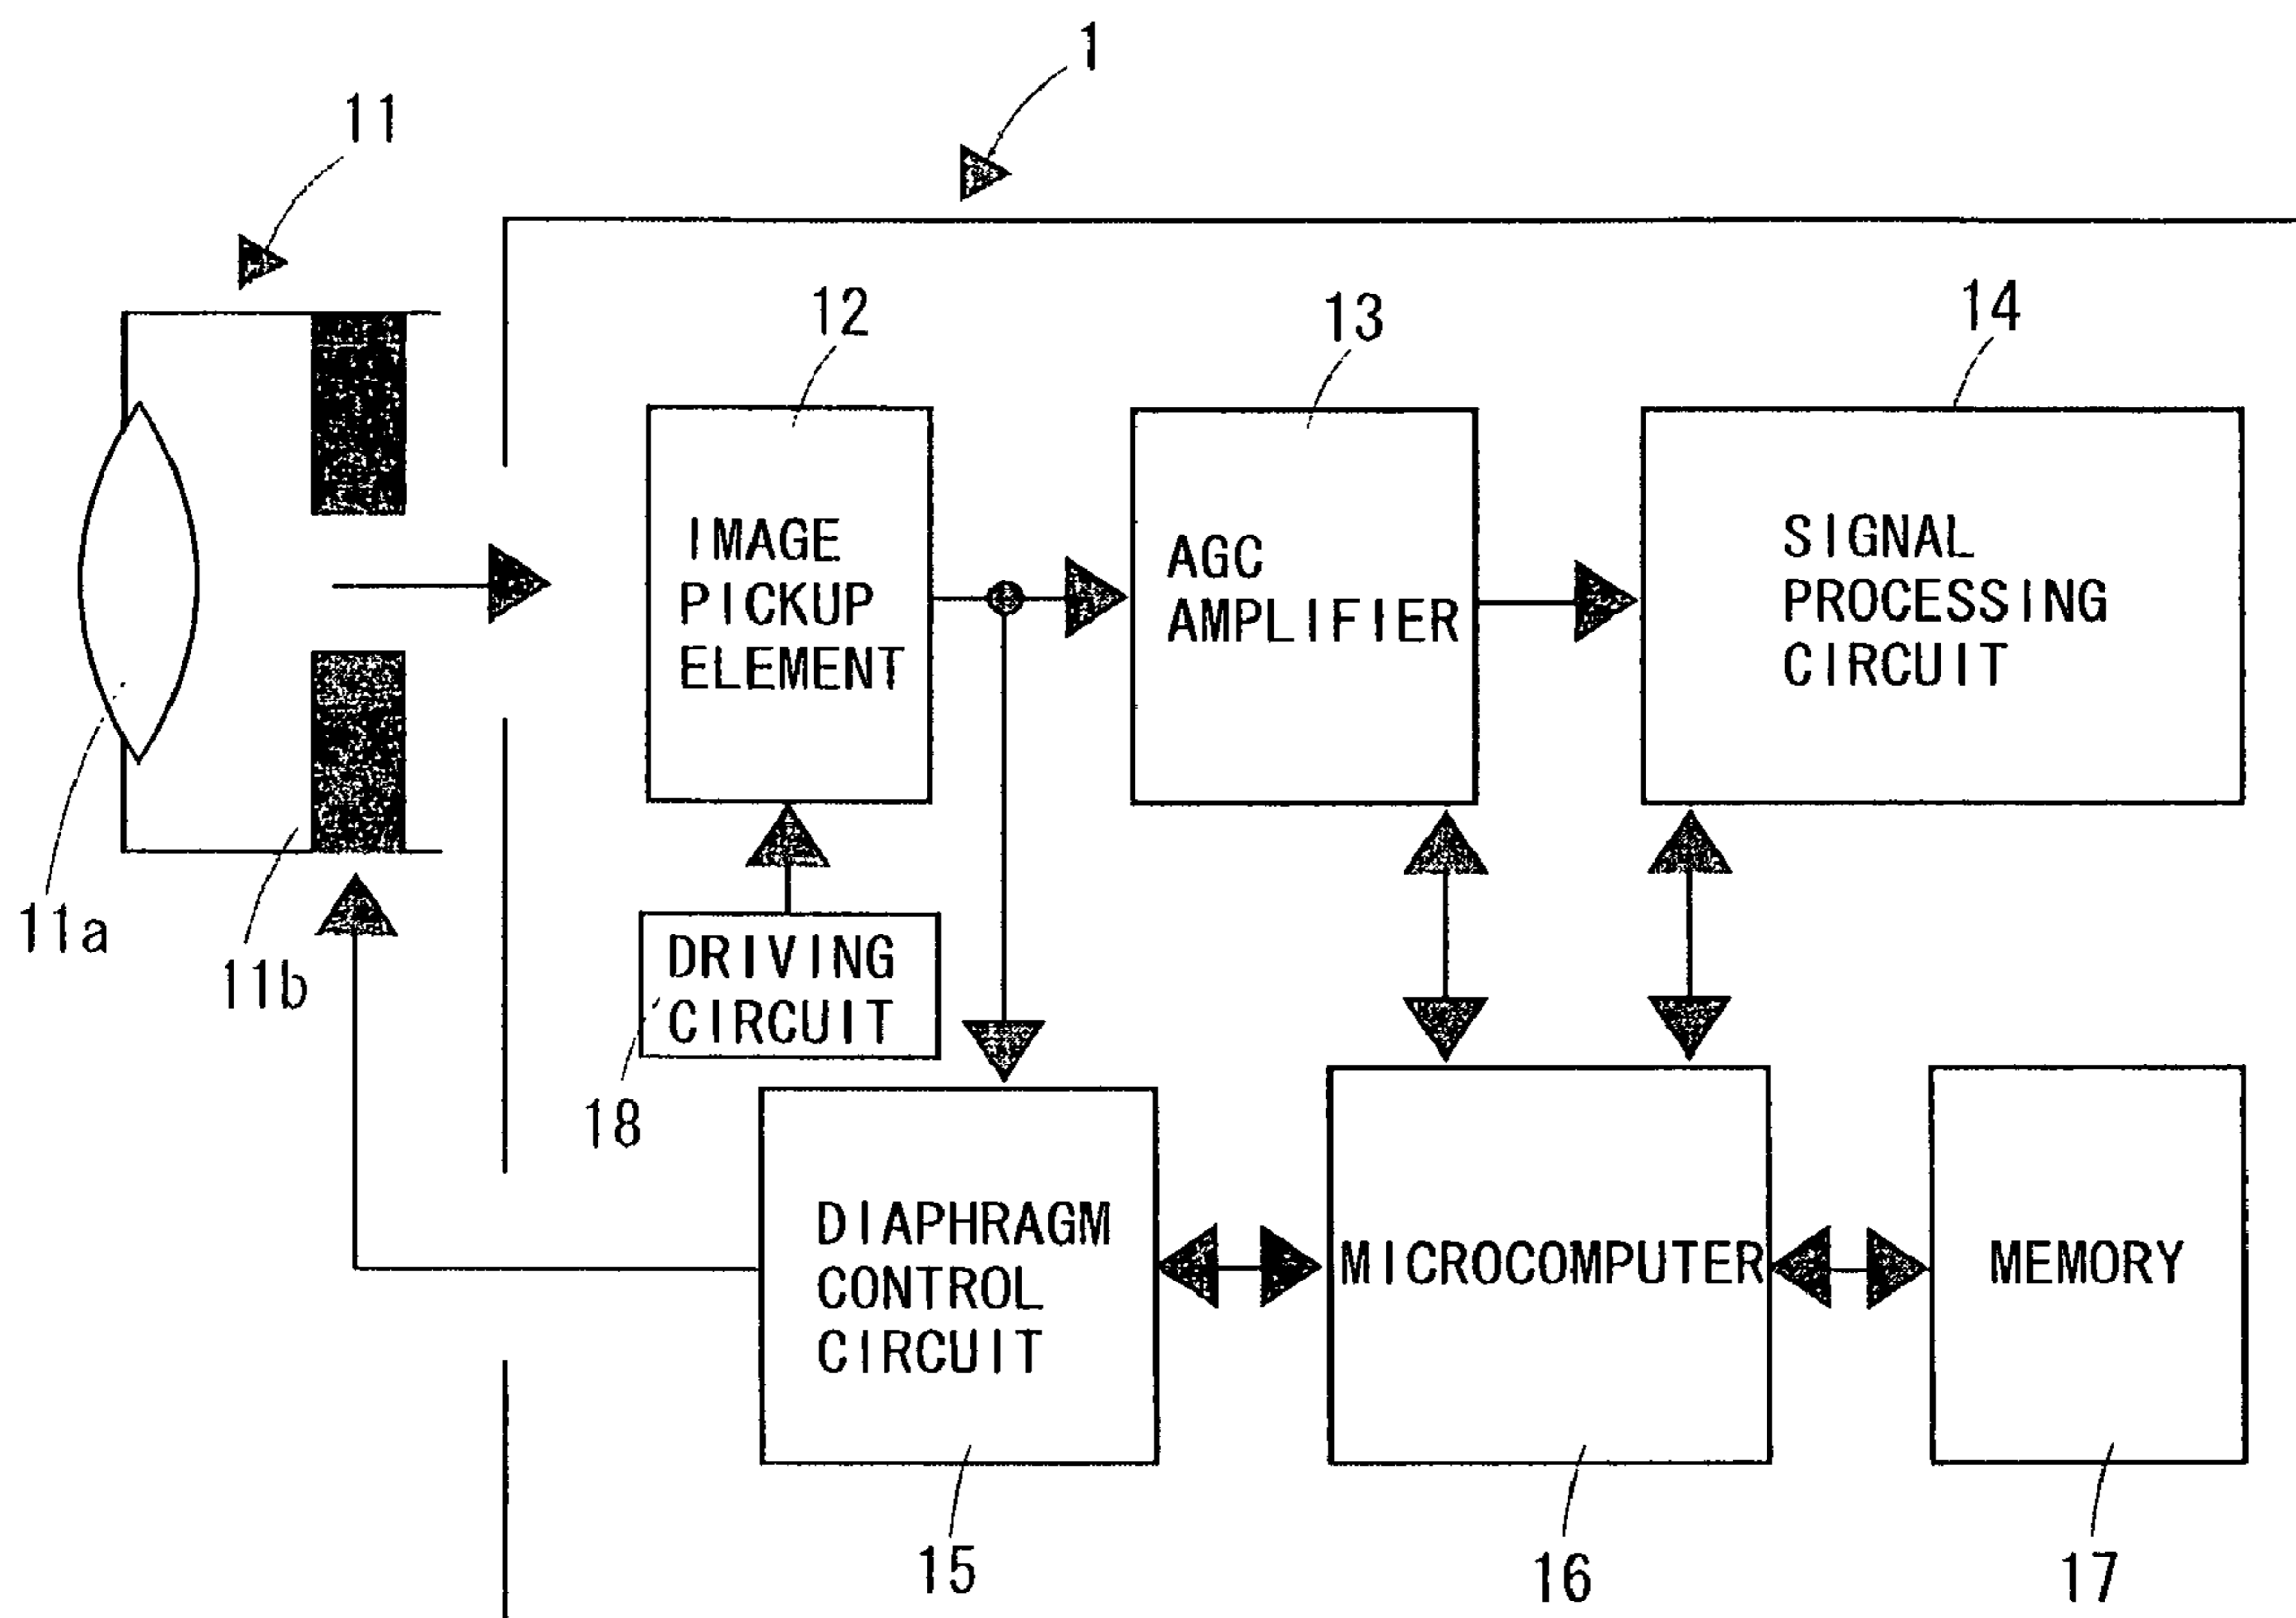 1
11
12
13
14
IMAGE
PICKUP
ELEMENT
AGC
AMPLIFIER
SIGNAL
PROCESSING
CIRCUIT
11a
11b
DRIVING
CIRCUIT
18
DIAPHRAGM
CONTROL
CIRCUIT
MICROCOMPUTER
MEMORY
15
16
17